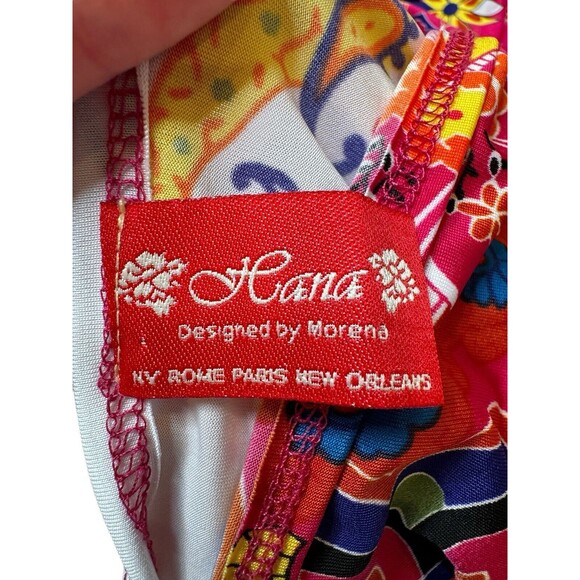 Hana
Designed by Morena
NY ROME PARIS NEW ORLEANS